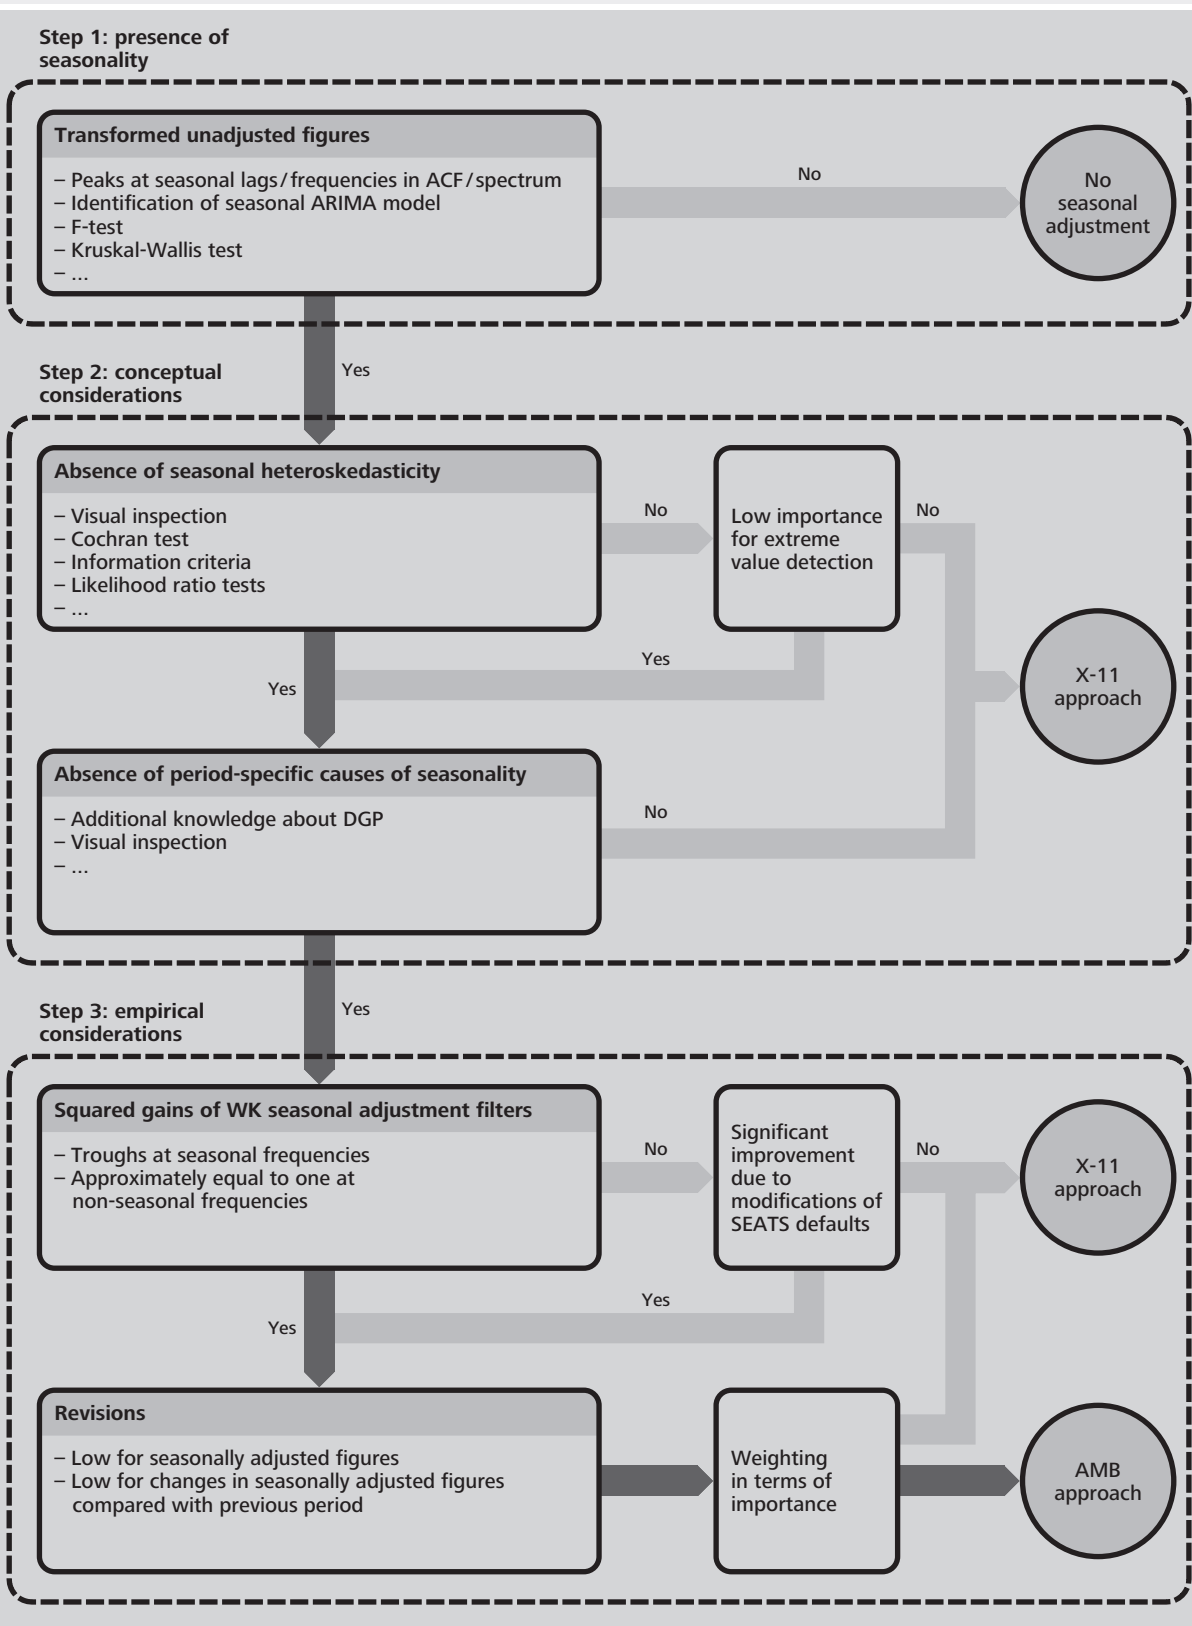 Step 1: presence of
seasonality
Transformed unadjusted figures
– Peaks at seasonal lags/frequencies in ACF/spectrum
– Identification of seasonal ARIMA model
– F-test
– Kruskal-Wallis test
– ...
No
No
seasonal
adjustment
Yes
Step 2: conceptual
considerations
Absence of seasonal heteroskedasticity
– Visual inspection
– Cochran test
– Information criteria
– Likelihood ratio tests
– ...
No
Low importance
for extreme
value detection
No
Yes
Yes
X-11
approach
Absence of period-specific causes of seasonality
– Additional knowledge about DGP
– Visual inspection
– ...
No
Yes
Step 3: empirical
considerations
Squared gains of WK seasonal adjustment filters
– Troughs at seasonal frequencies
– Approximately equal to one at
non-seasonal frequencies
No
Significant
improvement
due to
modifications of
SEATS defaults
No
X-11
approach
Yes
Yes
Revisions
– Low for seasonally adjusted figures
– Low for changes in seasonally adjusted figures
compared with previous period
Weighting
in terms of
importance
AMB
approach